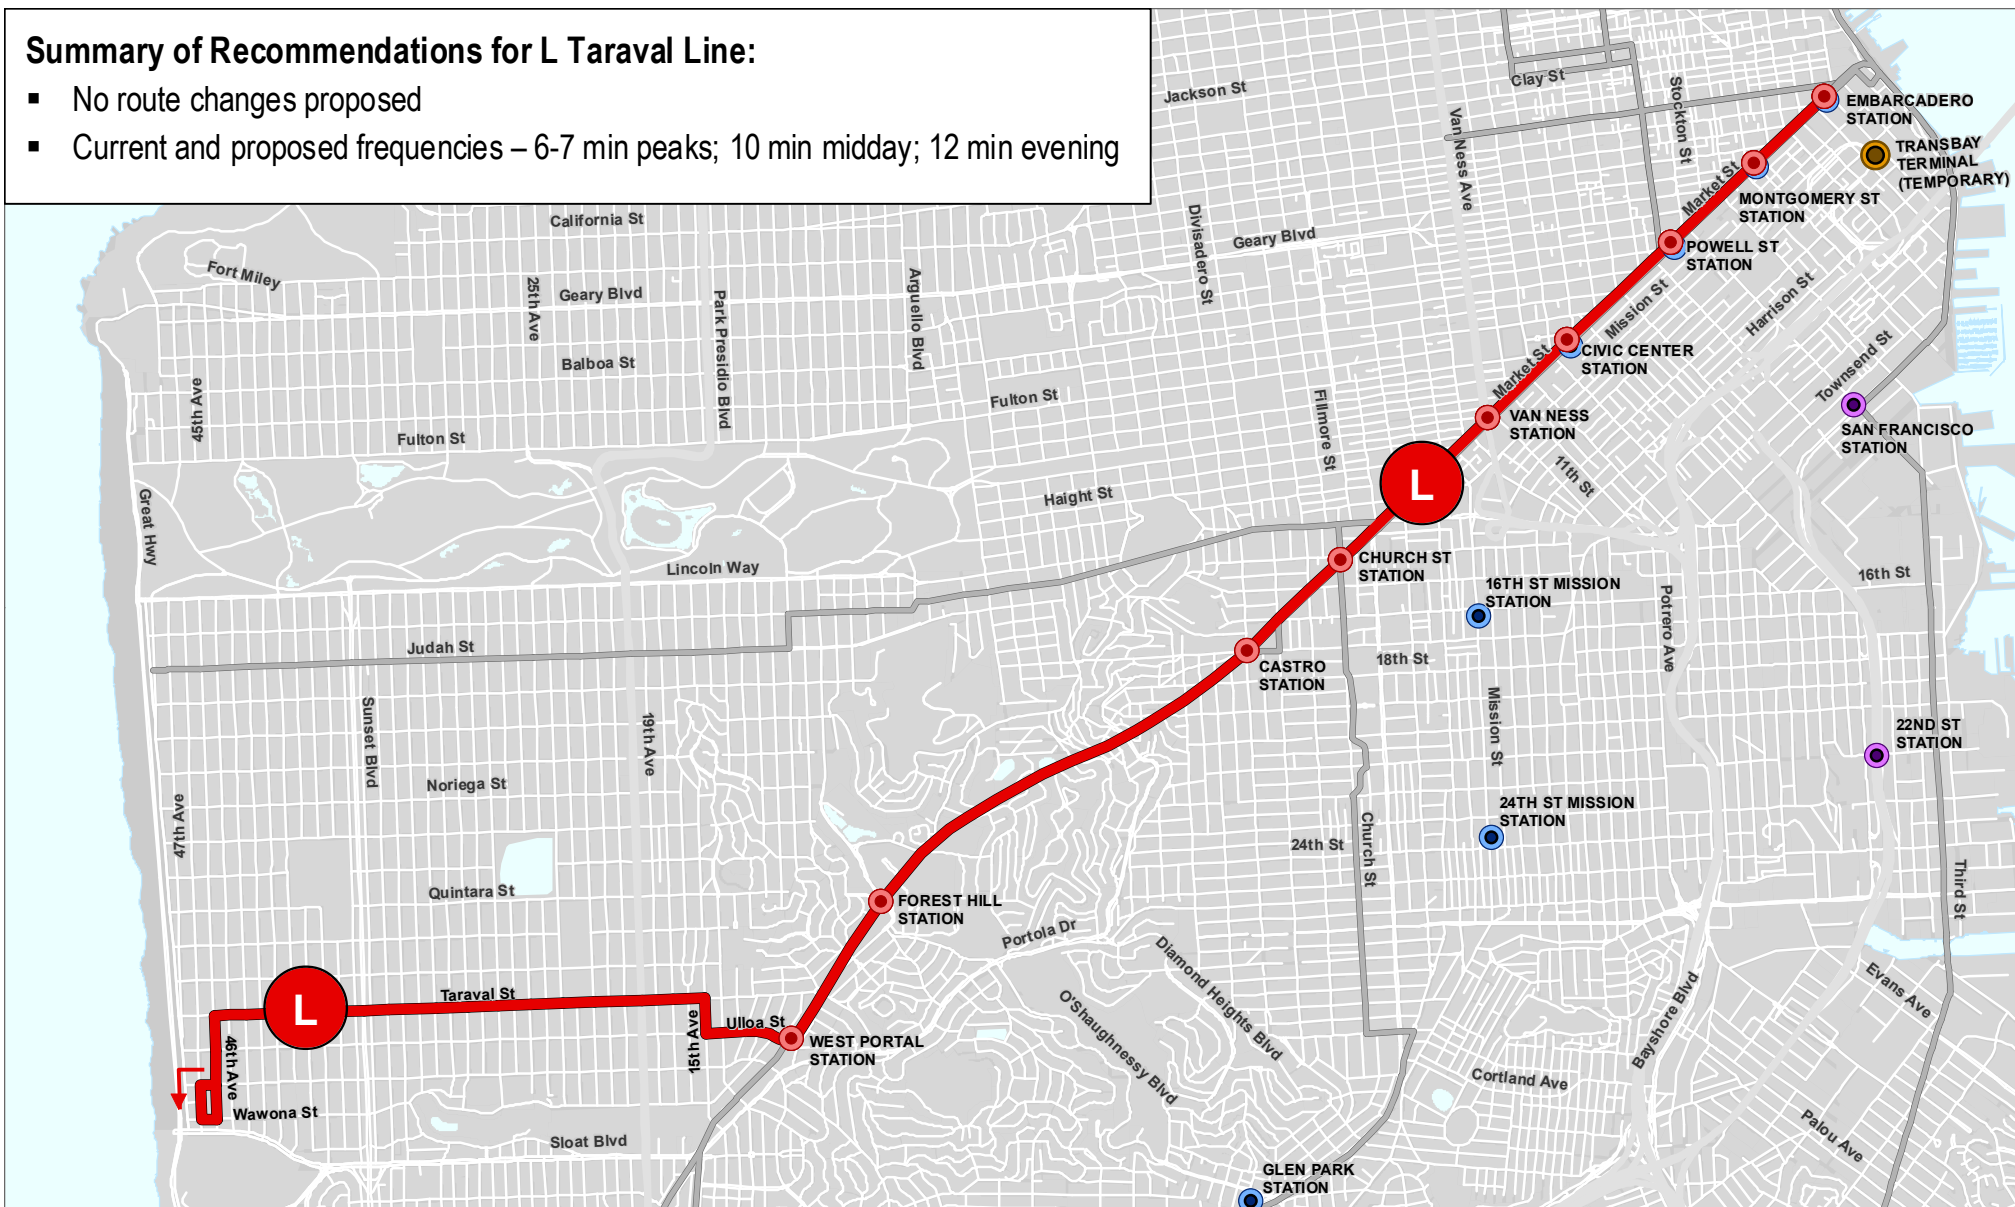 Summary of Recommendations for L Taraval Line:
▪ No route changes proposed
▪ Current and proposed frequencies – 6-7 min peaks; 10 min midday; 12 min evening
Jackson St
Clay St
Stockton St
Van Ness Ave
EMBARCADERO
STATION
TRANSBAY
TERMINAL
(TEMPORARY)
Market St
MONTGOMERY ST
STATION
California St
Divisadero St
Geary Blvd
POWELL ST
STATION
Fort Miley
25th Ave
Geary Blvd
Park Presidio Blvd
Arguello Blvd
Mission St
Harrison St
Balboa St
Market St
CIVIC CENTER
STATION
Townsend St
45th Ave
Fulton St
Fillmore St
VAN NESS
STATION
SAN FRANCISCO
STATION
Fulton St
Great Hwy
Haight St
L
11th St
Lincoln Way
CHURCH ST
STATION
16TH ST MISSION
STATION
16th St
Potrero Ave
Judah St
CASTRO
STATION
18th St
Sunset Blvd
19th Ave
Mission St
22ND ST
STATION
Noriega St
47th Ave
24TH ST MISSION
STATION
24th St
Church St
Quintara St
FOREST HILL
STATION
Third St
Portola Dr
Diamond Heights Blvd
Taraval St
L
15th Ave
Ulloa St
WEST PORTAL
STATION
O'Shaughnessy Blvd
Bayshore Blvd
Evans Ave
46th Ave
Wawona St
Cortland Ave
Sloat Blvd
Palou Ave
GLEN PARK
STATION